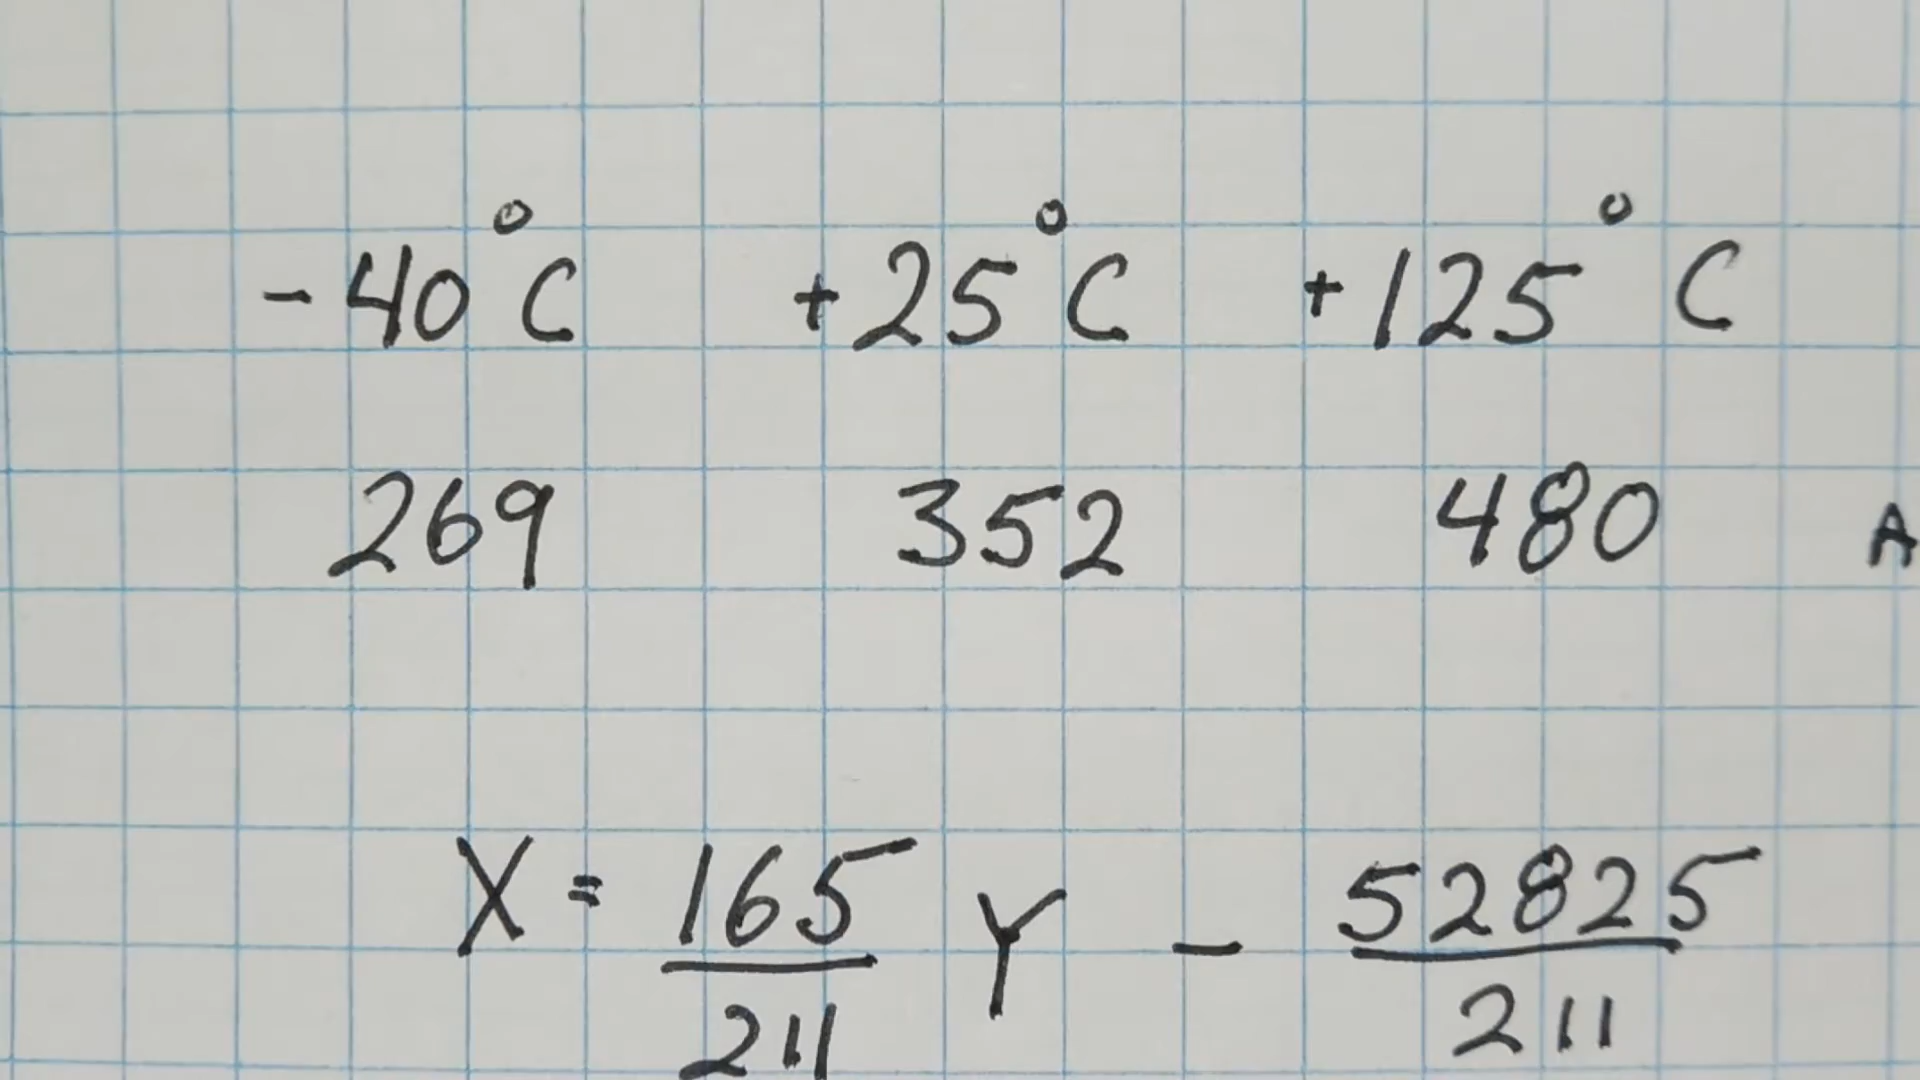 -40°C +25°C +125°C
269 352 480 A
X = 165/211 Y - 52825/211